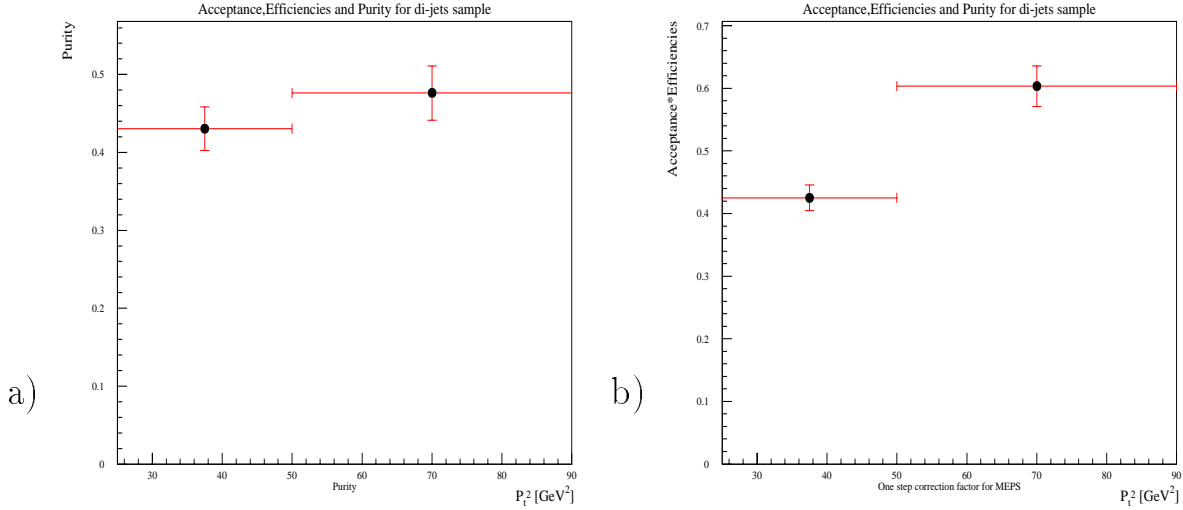 Acceptance,Efficiencies and Purity for di-jets sample
Purity
0.5
0.4
0.3
0.2
0.1
0
30 40 50 60 70 80 90
Purity
P_t^2 [GeV^2]
a)
Acceptance,Efficiencies and Purity for di-jets sample
Acceptance*Efficiencies
0.7
0.6
0.5
0.4
0.3
0.2
0.1
0
30 40 50 60 70 80 90
One step correction factor for MEPS
P_t^2 [GeV^2]
b)